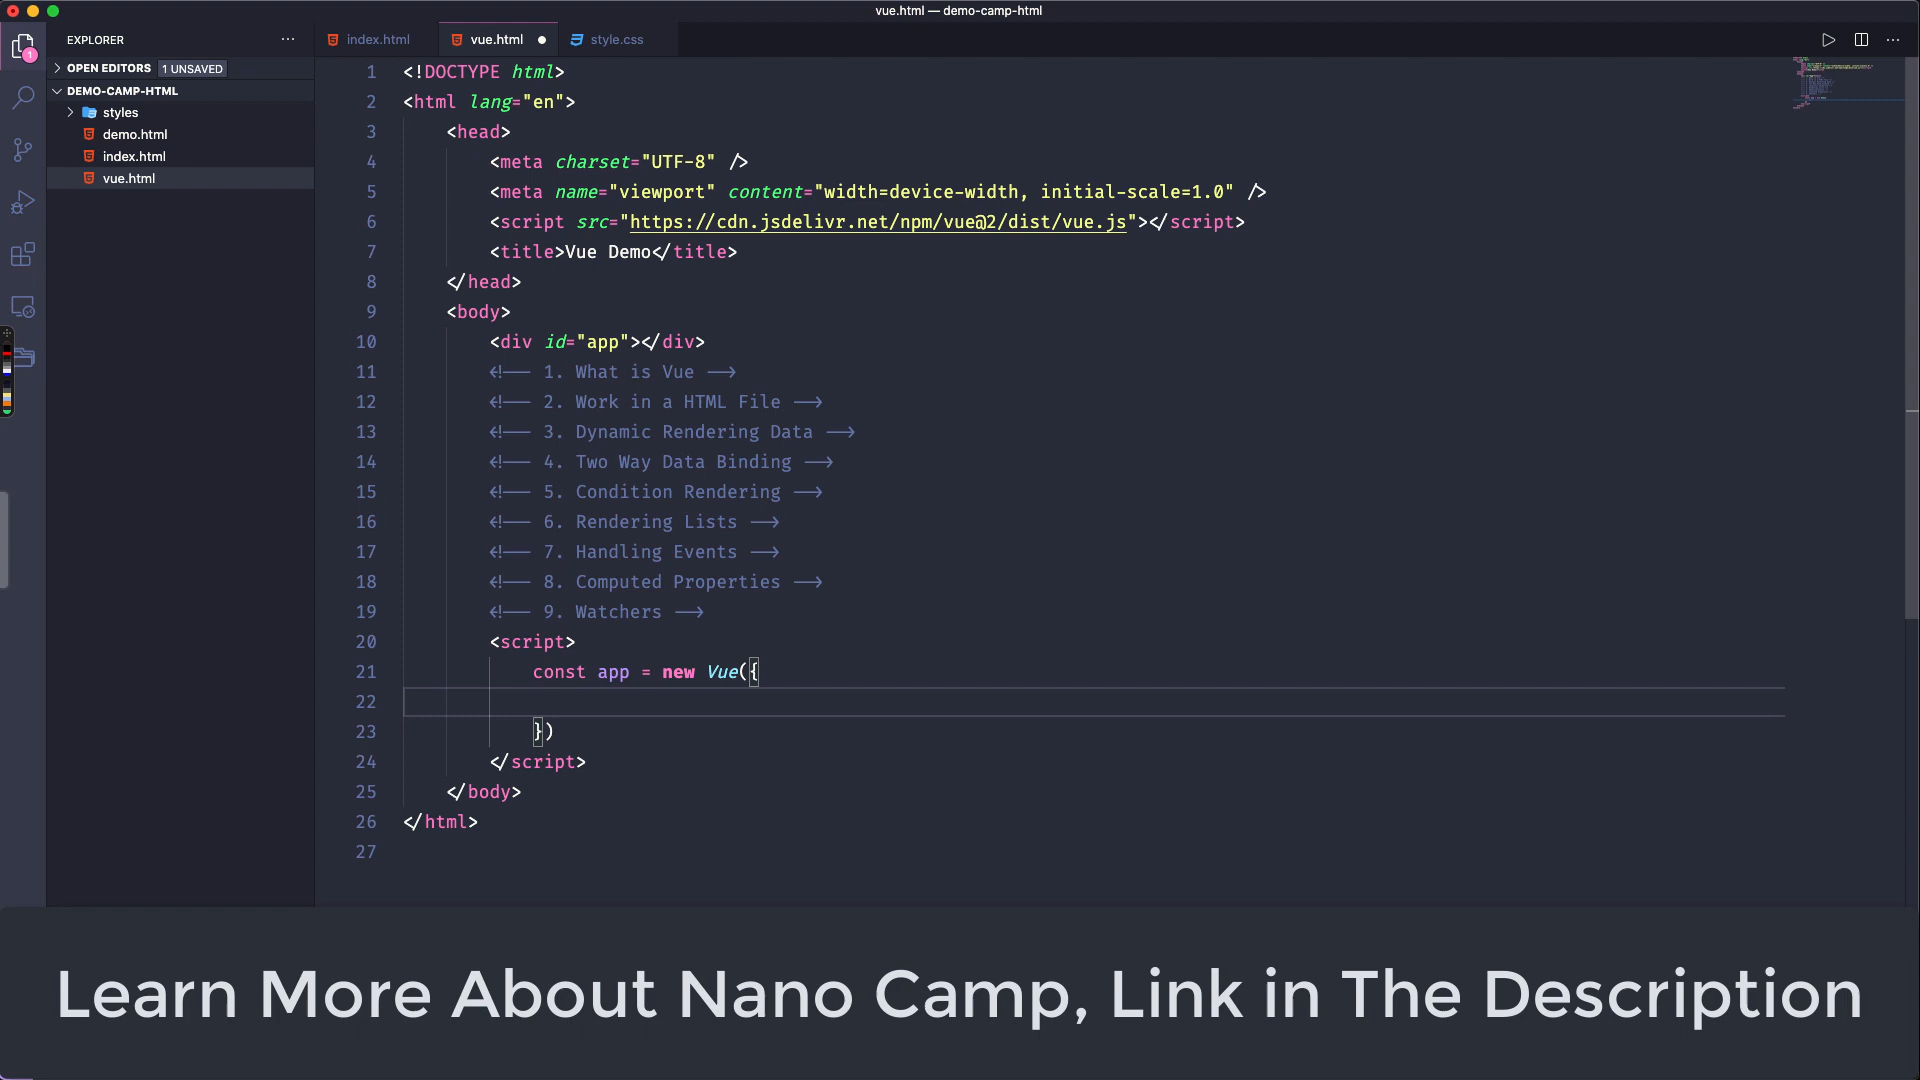 vue.html — demo-camp-html
EXPLORER
index.html
vue.html
style.css
1
OPEN EDITORS 1 UNSAVED
DEMO-CAMP-HTML
styles
demo.html
index.html
vue.html
1 <!DOCTYPE html>
2 <html lang="en">
3 <head>
4 <meta charset="UTF-8" />
5 <meta name="viewport" content="width=device-width, initial-scale=1.0" />
6 <script src="https://cdn.jsdelivr.net/npm/vue@2/dist/vue.js"></script>
7 <title>Vue Demo</title>
8 </head>
9 <body>
10 <div id="app"></div>
11 <!-- 1. What is Vue -->
12 <!-- 2. Work in a HTML File -->
13 <!-- 3. Dynamic Rendering Data -->
14 <!-- 4. Two Way Data Binding -->
15 <!-- 5. Condition Rendering -->
16 <!-- 6. Rendering Lists -->
17 <!-- 7. Handling Events -->
18 <!-- 8. Computed Properties -->
19 <!-- 9. Watchers -->
20 <script>
21 const app = new Vue({
22
23 })
24 </script>
25 </body>
26 </html>
27
Learn More About Nano Camp, Link in The Description